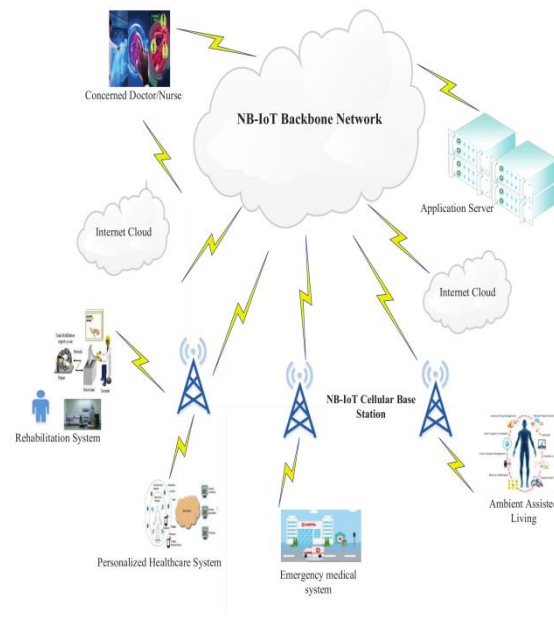 Concerned Doctor/Nurse
NB-IoT Backbone Network
Application Server
Internet Cloud
Internet Cloud
NB-IoT Cellular Base
Station
Rehabilitation System
Ambient Assisted
Living
Personalized Healthcare System
Emergency medical
system